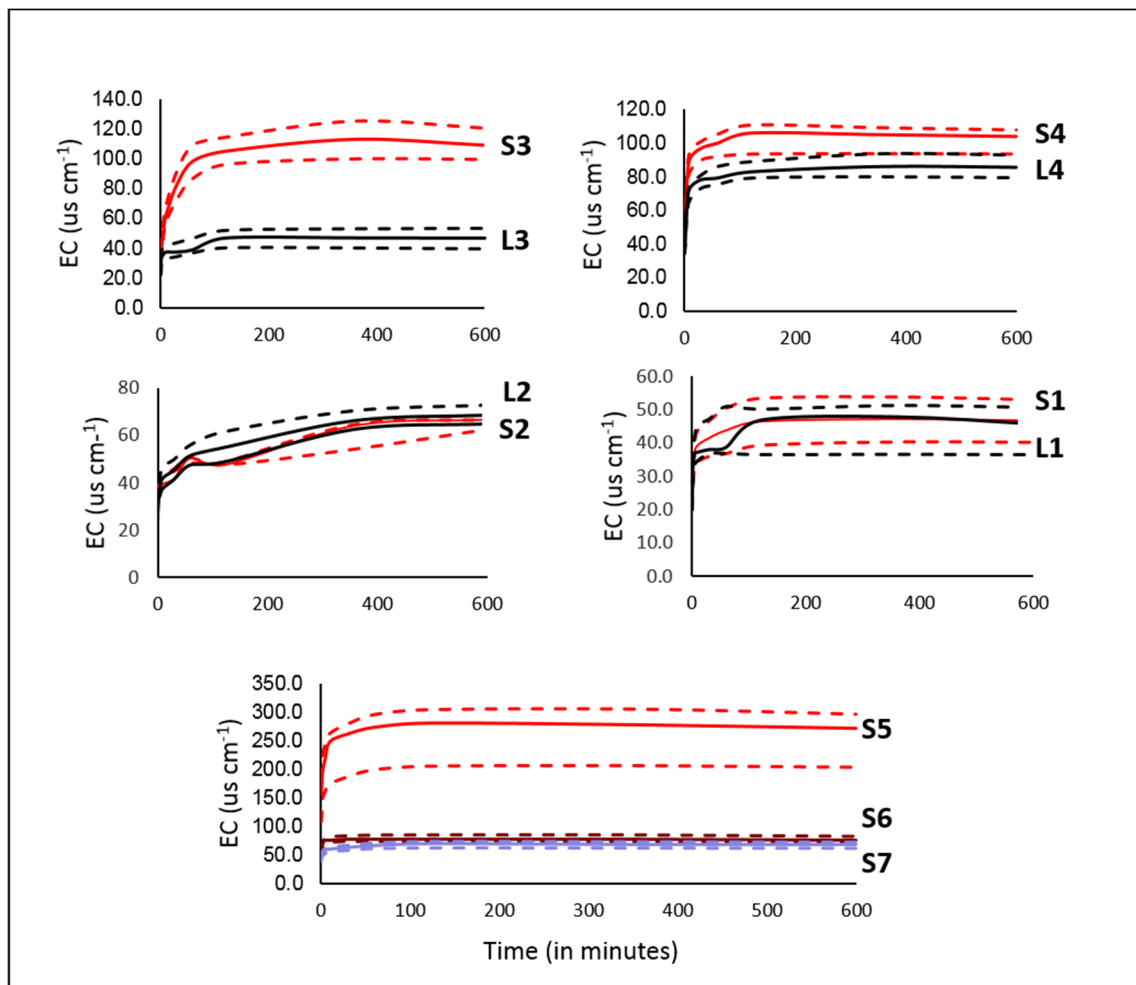 140.0
120.0
100.0
80.0
60.0
40.0
20.0
0.0
EC (us cm-1)
0 200 400 600
S3
L3
120.0
100.0
80.0
60.0
40.0
20.0
0.0
EC (us cm-1)
0 200 400 600
S4
L4
80
60
40
20
0
EC (us cm-1)
0 200 400 600
L2
S2
60.0
50.0
40.0
30.0
20.0
10.0
0.0
EC (us cm-1)
0 200 400 600
S1
L1
350.0
300.0
250.0
200.0
150.0
100.0
50.0
0.0
EC (us cm-1)
0 100 200 300 400 500 600
S5
S6
S7
Time (in minutes)